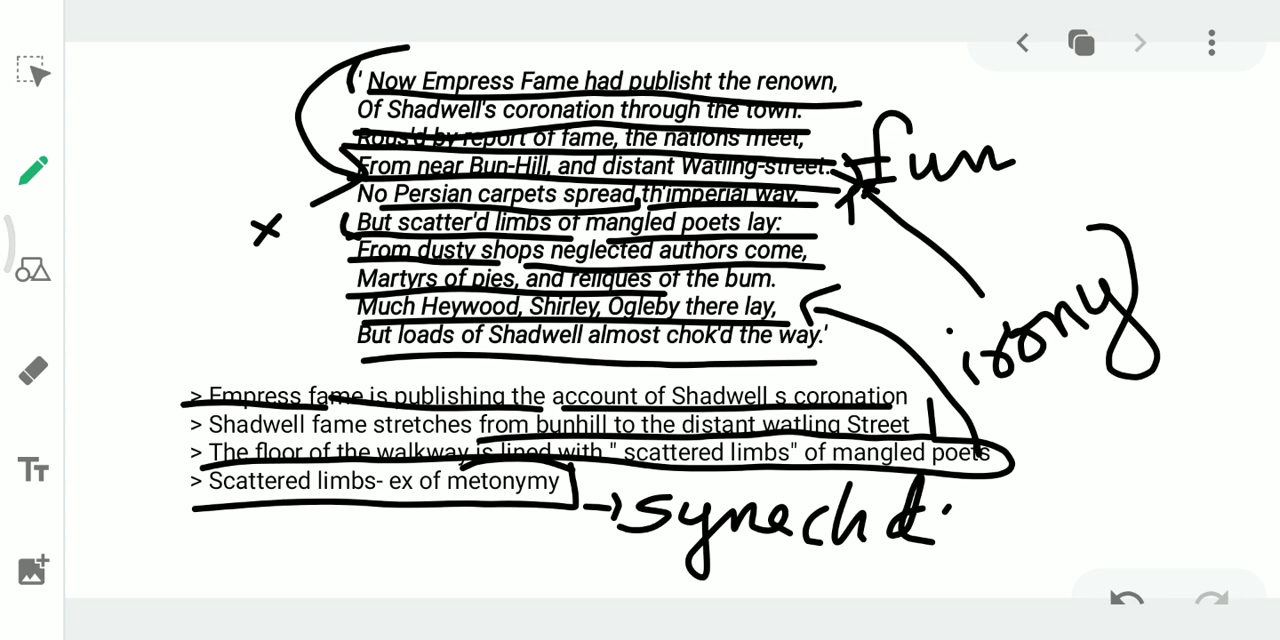 ' Now Empress Fame had publisht the renown,
Of Shadwell's coronation through the town.
Rous'd by report of fame, the nations meet,
From near Bun-Hill, and distant Watling-street.
No Persian carpets spread,th'imperial way,
But scatter'd limbs of mangled poets lay:
From dusty shops neglected authors come,
Martyrs of pies, and reliques of the bum.
Much Heywood, Shirley, Ogleby there lay,
But loads of Shadwell almost chok'd the way.'
fun
irony
> Empress fame is publishing the account of Shadwell s coronation
> Shadwell fame stretches from bunhill to the distant watling Street
> The floor of the walkway is lined with " scattered limbs" of mangled poets
> Scattered limbs- ex of metonymy
synechd.
Tт